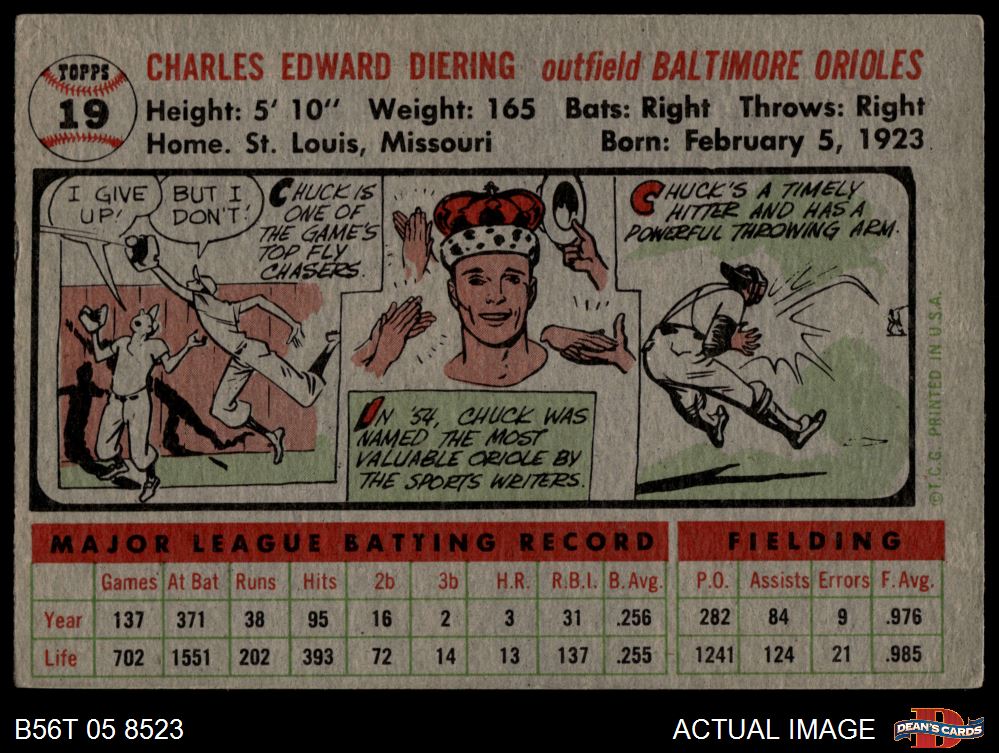 TOPPS
19
CHARLES EDWARD DIERING outfield BALTIMORE ORIOLES
Height: 5' 10" Weight: 165 Bats: Right Throws: Right
Home. St. Louis, Missouri Born: February 5, 1923
I GIVE
UP!
BUT I
DON'T!
CHUCK IS
ONE OF
THE GAME'S
TOP FLY
CHASERS.
IN '54, CHUCK WAS
NAMED THE MOST
VALUABLE ORIOLE BY
THE SPORTS WRITERS.
CHUCK'S A TIMELY
HITTER AND HAS A
POWERFUL THROWING ARM.
©T.C.G. PRINTED IN U.S.A.
MAJOR LEAGUE BATTING RECORD FIELDING
Games At Bat Runs Hits 2b 3b H.R. R.B.I. B. Avg. P.O. Assists Errors F. Avg.
Year 137 371 38 95 16 2 3 31 .256 282 84 9 .976
Life 702 1551 202 393 72 14 13 137 .255 1241 124 21 .985
B56T 05 8523 ACTUAL IMAGE DEAN'S CARDS